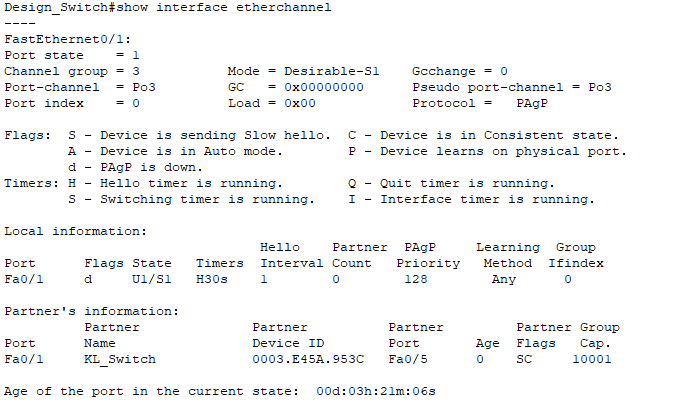 Design_Switch#show interface etherchannel
----
FastEthernet0/1:
Port state    = 1
Channel group = 3         Mode = Desirable-Sl    Gcchange = 0
Port-channel  = Po3       GC   = 0x00000000      Pseudo port-channel = Po3
Port index    = 0         Load = 0x00            Protocol =   PAgP
Flags:  S - Device is sending Slow hello.  C - Device is in Consistent state.
        A - Device is in Auto mode.        P - Device learns on physical port.
        d - PAgP is down.
Timers: H - Hello timer is running.        Q - Quit timer is running.
        S - Switching timer is running.    I - Interface timer is running.
Local information:
                                Hello    Partner  PAgP     Learning  Group
Port      Flags State   Timers  Interval Count    Priority   Method  Ifindex
Fa0/1     d     U1/S1   H30s    1        0         128        Any      0
Partner's information:
          Partner              Partner          Partner         Partner Group
Port      Name                 Device ID        Port       Age  Flags   Cap.
Fa0/1     KL_Switch            0003.E45A.953C   Fa0/5      0    SC      10001
Age of the port in the current state:  00d:03h:21m:06s